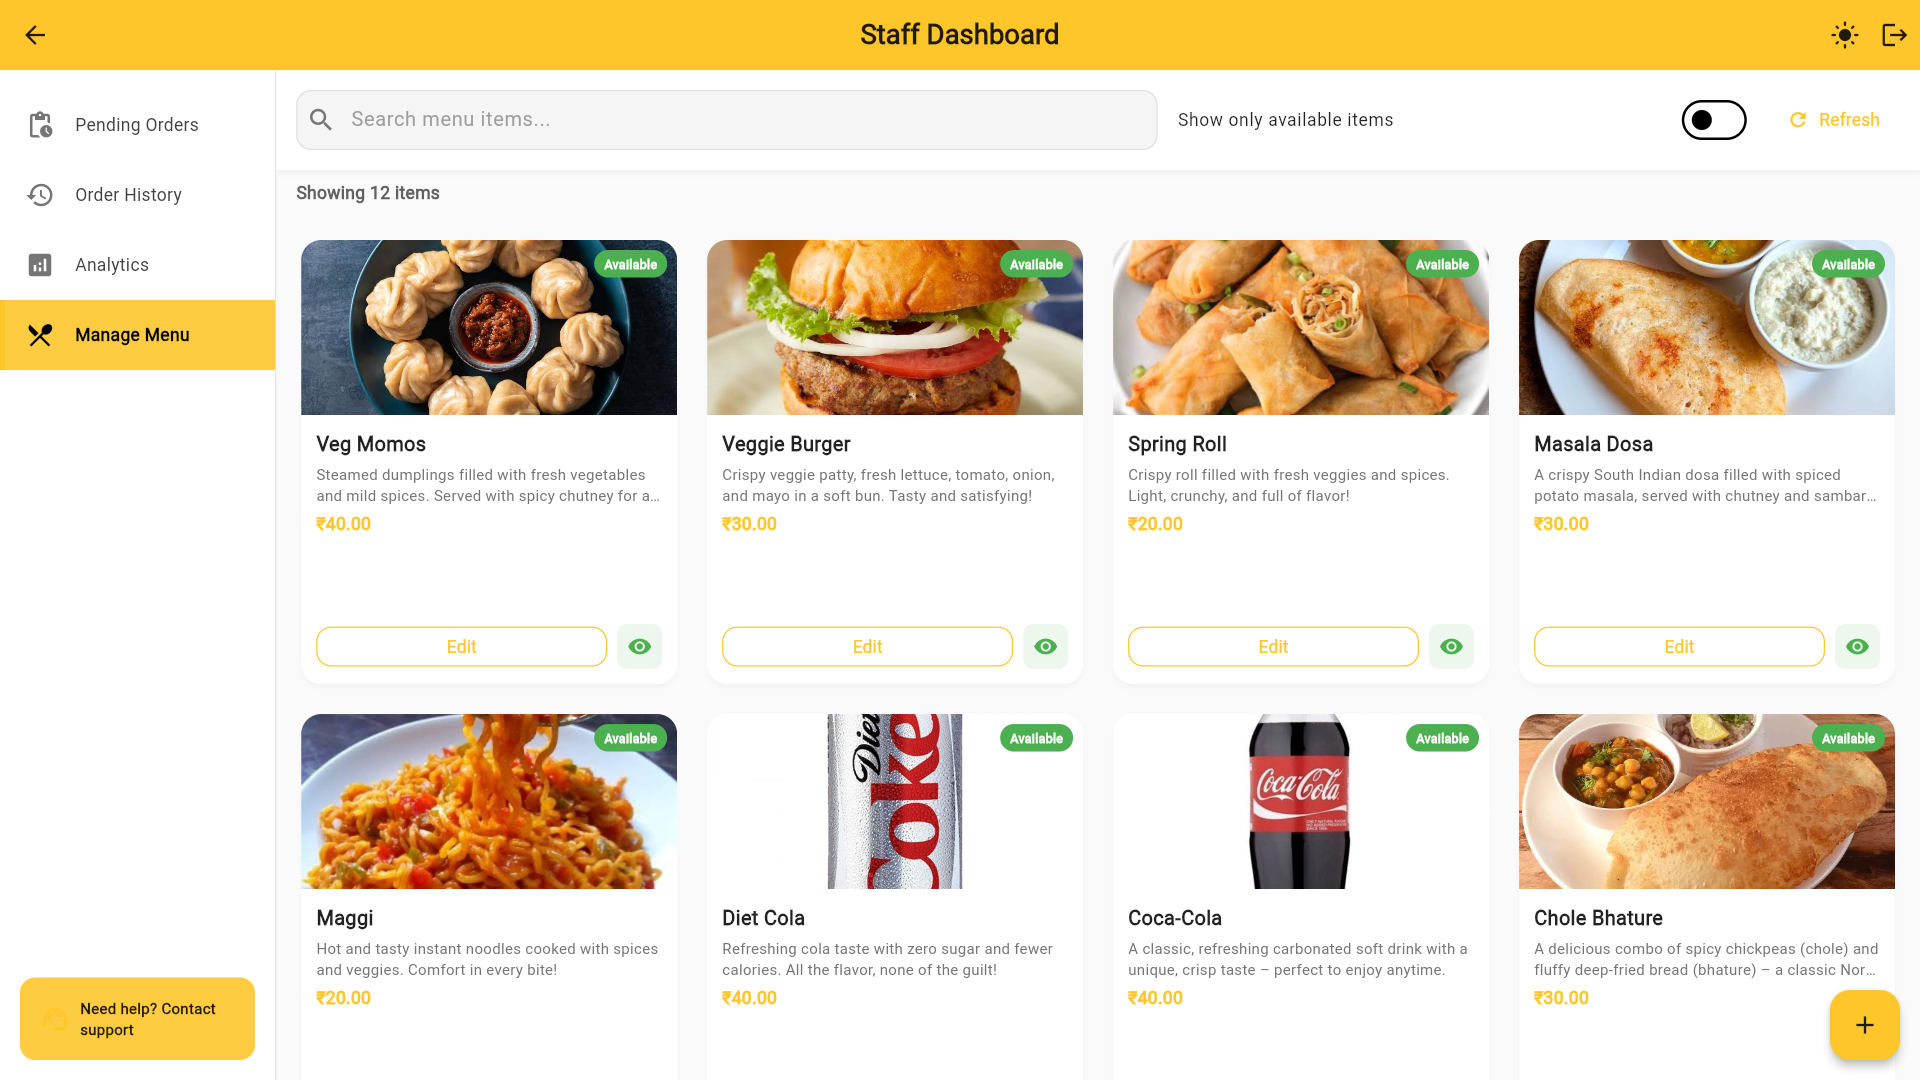 Staff Dashboard
Pending Orders
Order History
Analytics
Manage Menu
Need help? Contact
support
Search menu items...
Show only available items
Refresh
Showing 12 items
Available
Veg Momos
Steamed dumplings filled with fresh vegetables
and mild spices. Served with spicy chutney for a...
₹40.00
Edit
Available
Veggie Burger
Crispy veggie patty, fresh lettuce, tomato, onion,
and mayo in a soft bun. Tasty and satisfying!
₹30.00
Edit
Available
Spring Roll
Crispy roll filled with fresh veggies and spices.
Light, crunchy, and full of flavor!
₹20.00
Edit
Available
Masala Dosa
A crispy South Indian dosa filled with spiced
potato masala, served with chutney and sambar...
₹30.00
Edit
Available
Maggi
Hot and tasty instant noodles cooked with spices
and veggies. Comfort in every bite!
₹20.00
Diet
Coke
Available
Diet Cola
Refreshing cola taste with zero sugar and fewer
calories. All the flavor, none of the guilt!
₹40.00
Coca-Cola
Available
Coca-Cola
A classic, refreshing carbonated soft drink with a
unique, crisp taste – perfect to enjoy anytime.
₹40.00
Available
Chole Bhature
A delicious combo of spicy chickpeas (chole) and
fluffy deep-fried bread (bhature) – a classic Nor...
₹30.00